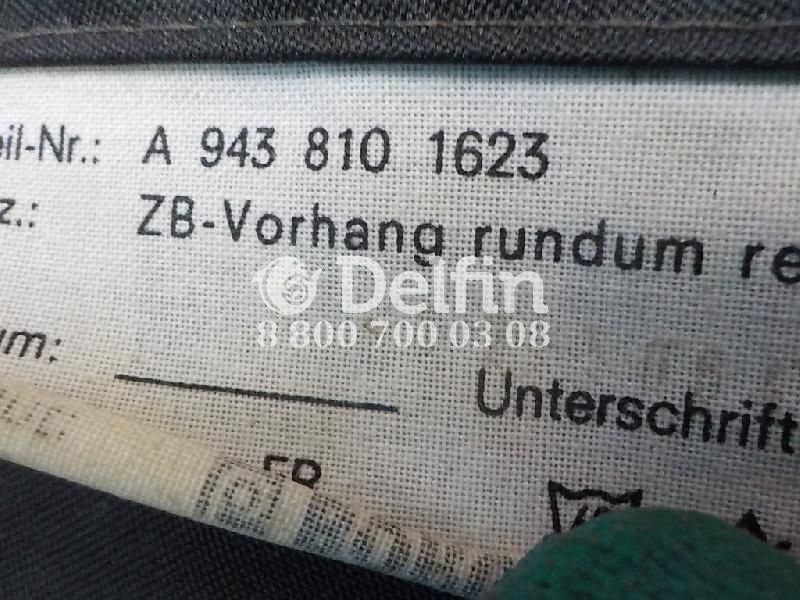 eil-Nr.: A 943 810 1623
z.: ZB-Vorhang rundum re
Delfin
8 800 700 03 08
um: Unterschrift